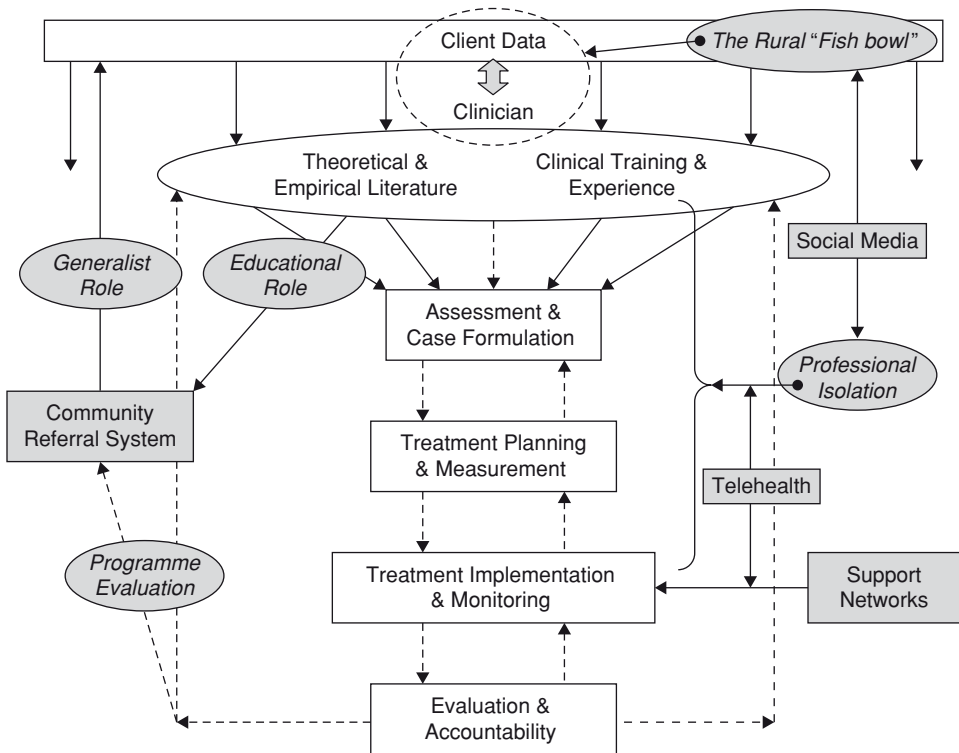 Client Data
The Rural “Fish bowl”
Clinician
Theoretical &
Empirical Literature
Clinical Training &
Experience
Generalist
Role
Educational
Role
Social Media
Assessment &
Case Formulation
Professional
Isolation
Community
Referral System
Treatment Planning
& Measurement
Telehealth
Programme
Evaluation
Treatment Implementation
& Monitoring
Support
Networks
Evaluation &
Accountability